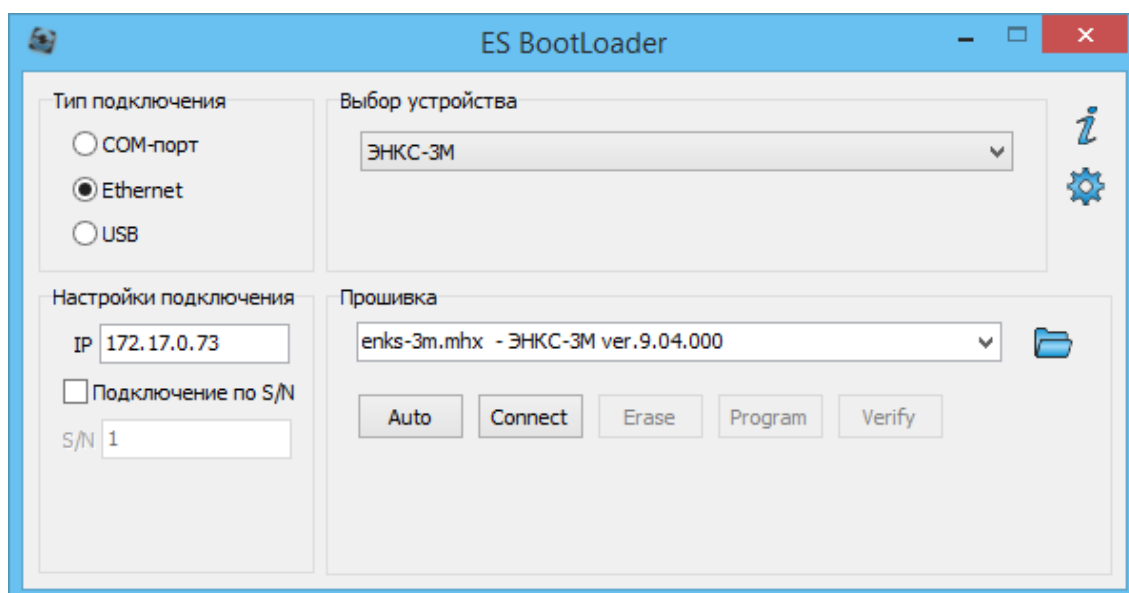 ES BootLoader
Тип подключения
COM-порт
Ethernet
USB
Выбор устройства
ЭНКС-3М
Настройки подключения
IP 172.17.0.73
Подключение по S/N
S/N 1
Прошивка
enks-3m.mhx - ЭНКС-3М ver.9.04.000
Auto Connect Erase Program Verify